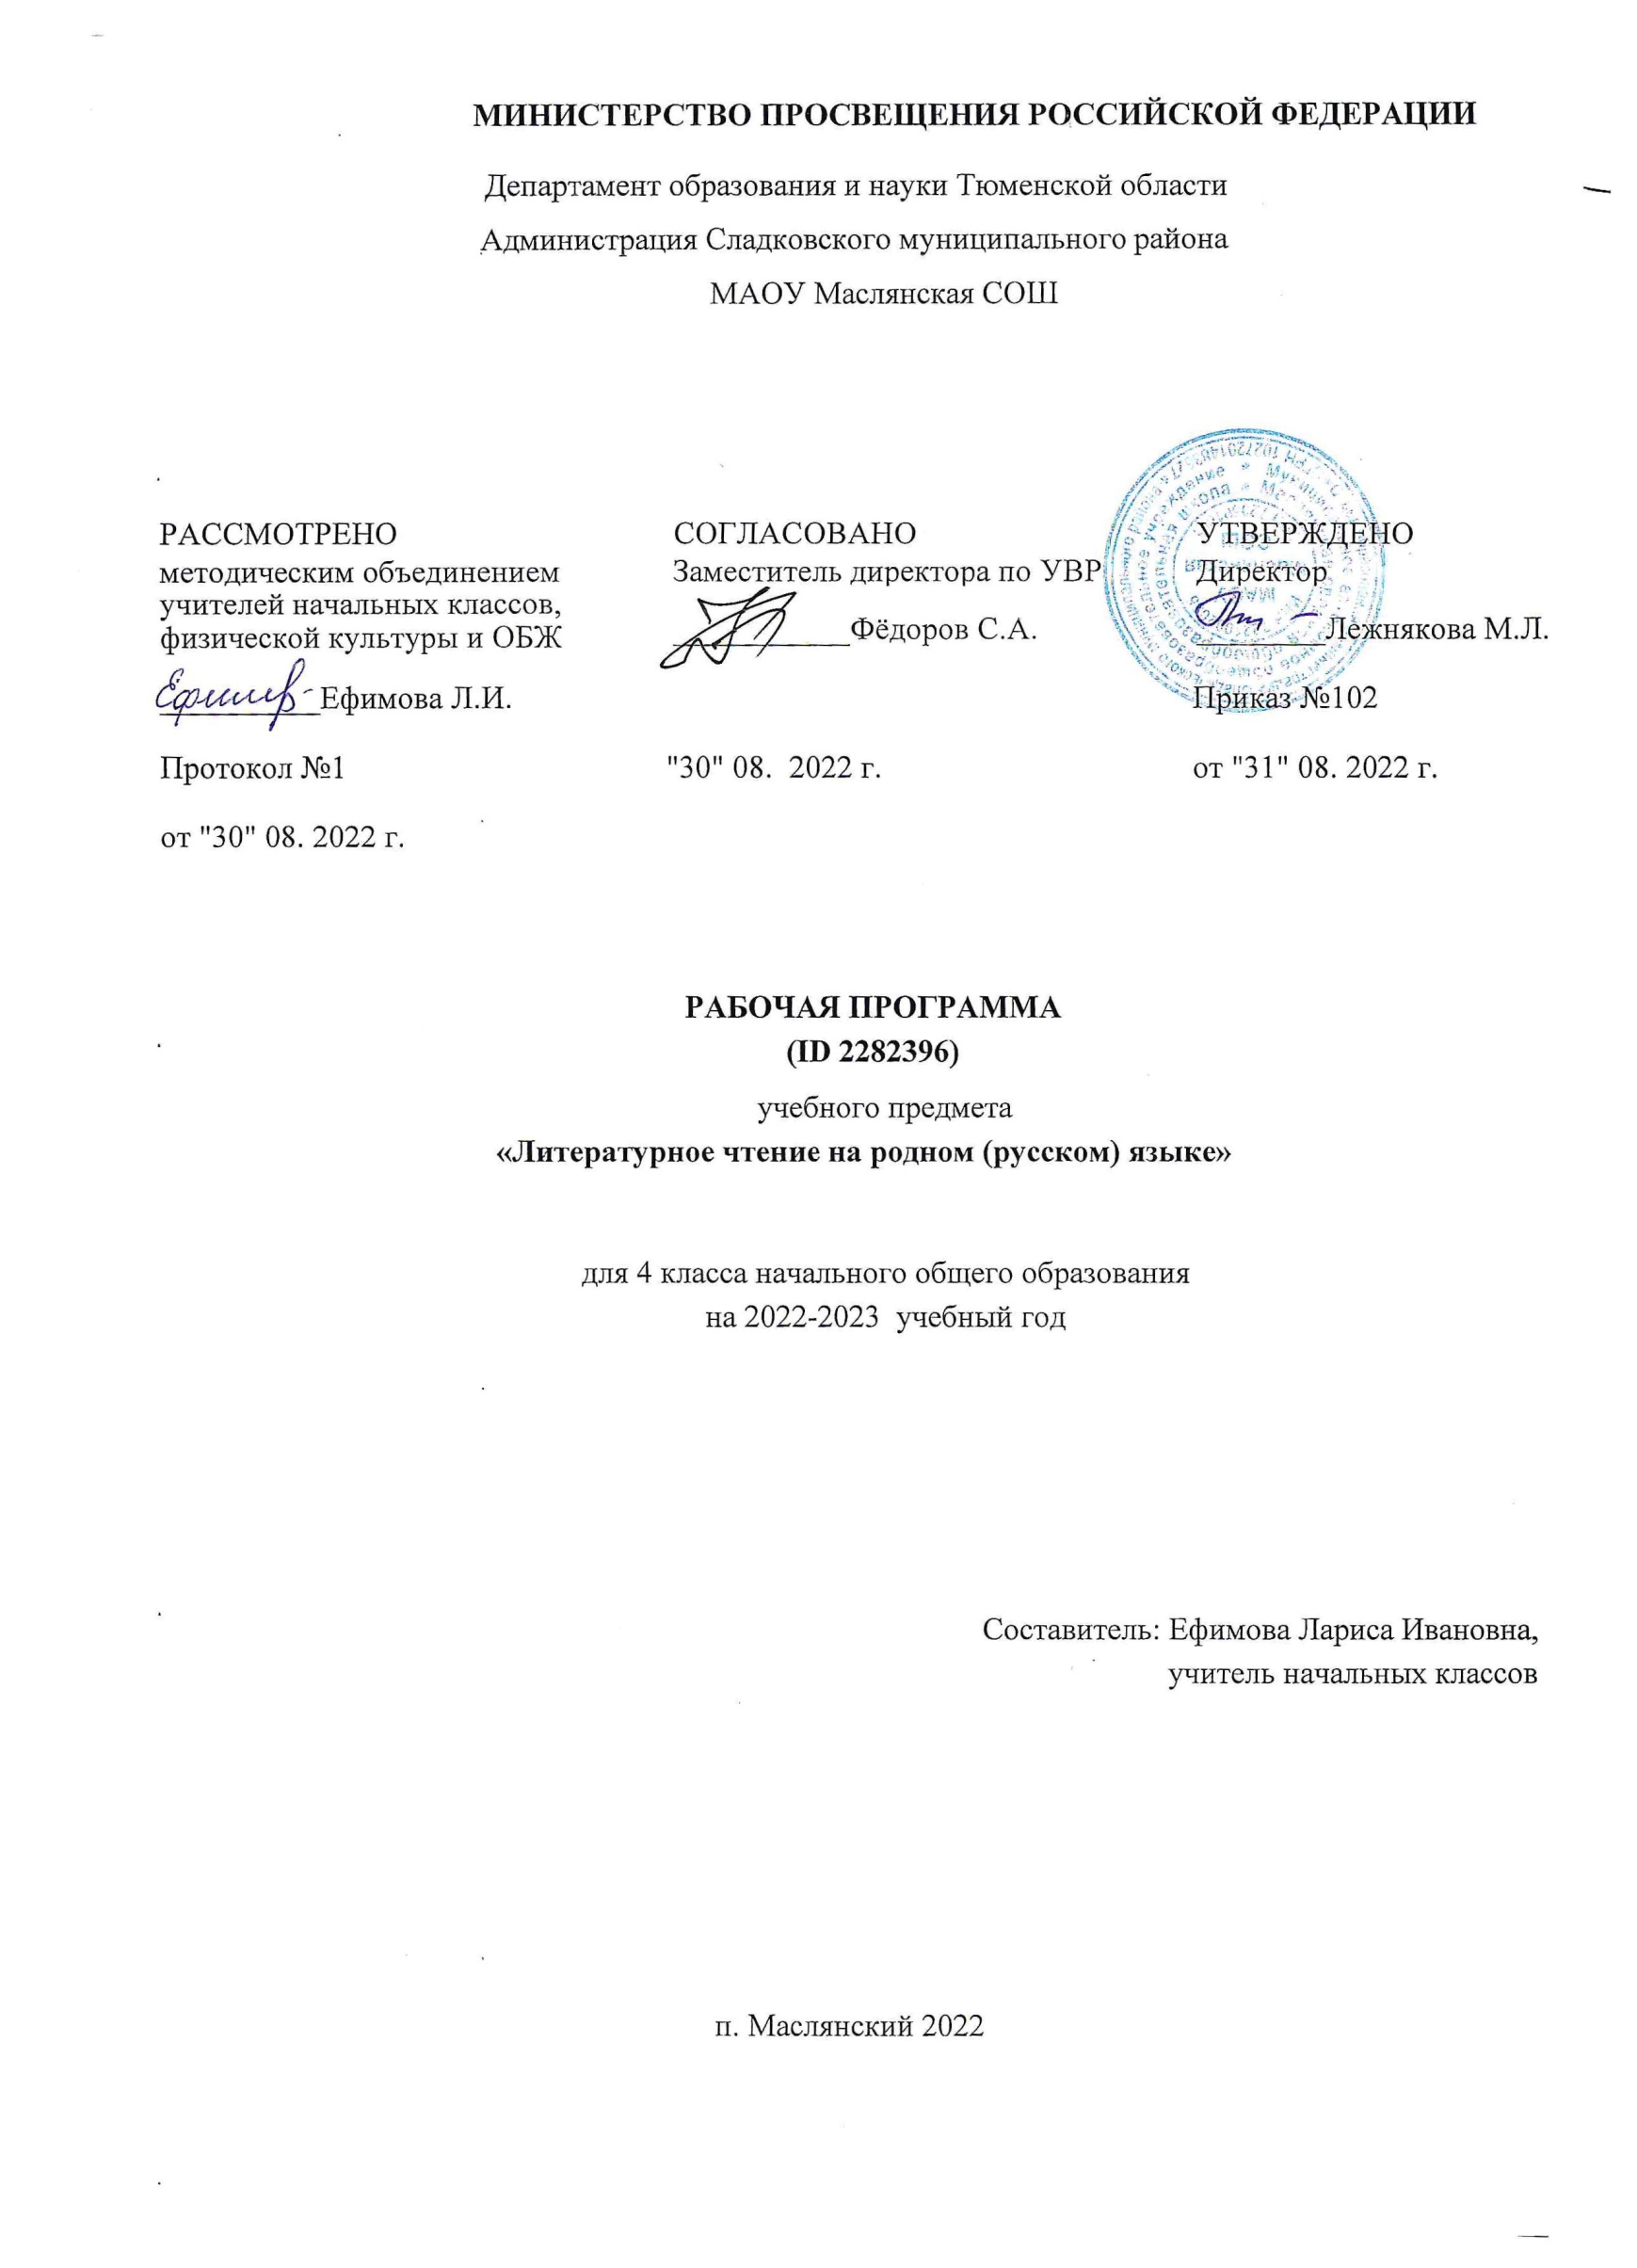 МИНИСТЕРСТВО ПРОСВЕЩЕНИЯ РОССИЙСКОЙ ФЕДЕРАЦИИ
Департамент образования и науки Тюменской области
Администрация Сладковского муниципального района
МАОУ Маслянская СОШ
РАССМОТРЕНО
методическим объединением
учителей начальных классов,
физической культуры и ОБЖ
Ефимова Л.И.
Протокол №1
от "30" 08. 2022 г.
СОГЛАСОВАНО
Заместитель директора по УВР
Фёдоров С.А.
"30" 08. 2022 г.
УТВЕРЖДЕНО
Директор
Лежнякова М.Л.
Приказ №102
от "31" 08. 2022 г.
РАБОЧАЯ ПРОГРАММА
(ID 2282396)
учебного предмета
«Литературное чтение на родном (русском) языке»
для 4 класса начального общего образования
на 2022-2023 учебный год
Составитель: Ефимова Лариса Ивановна,
учитель начальных классов
п. Маслянский 2022